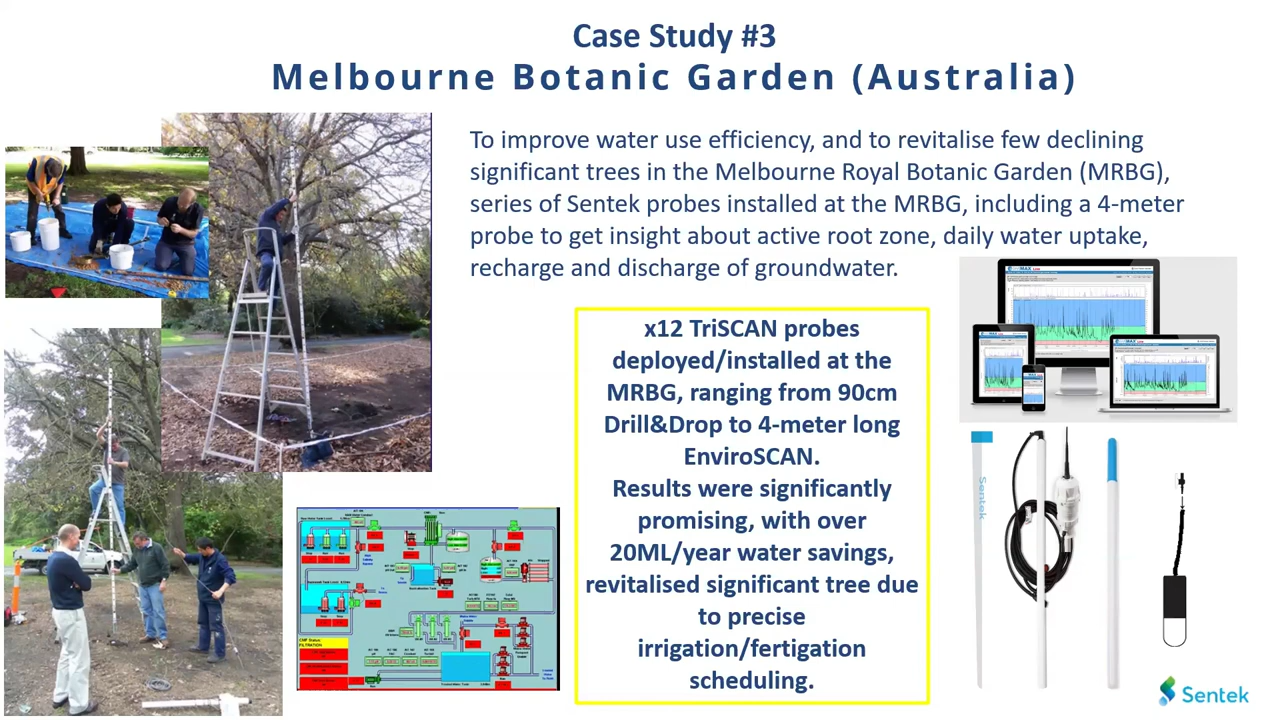 Case Study #3
Melbourne Botanic Garden (Australia)
To improve water use efficiency, and to revitalise few declining
significant trees in the Melbourne Royal Botanic Garden (MRBG),
series of Sentek probes installed at the MRBG, including a 4-meter
probe to get insight about active root zone, daily water uptake,
recharge and discharge of groundwater.
x12 TriSCAN probes
deployed/installed at the
MRBG, ranging from 90cm
Drill&Drop to 4-meter long
EnviroSCAN.
Results were significantly
promising, with over
20ML/year water savings,
revitalised significant tree due
to precise
irrigation/fertigation
scheduling.
Sentek
CMF Status:
FILTRATION
Sentek